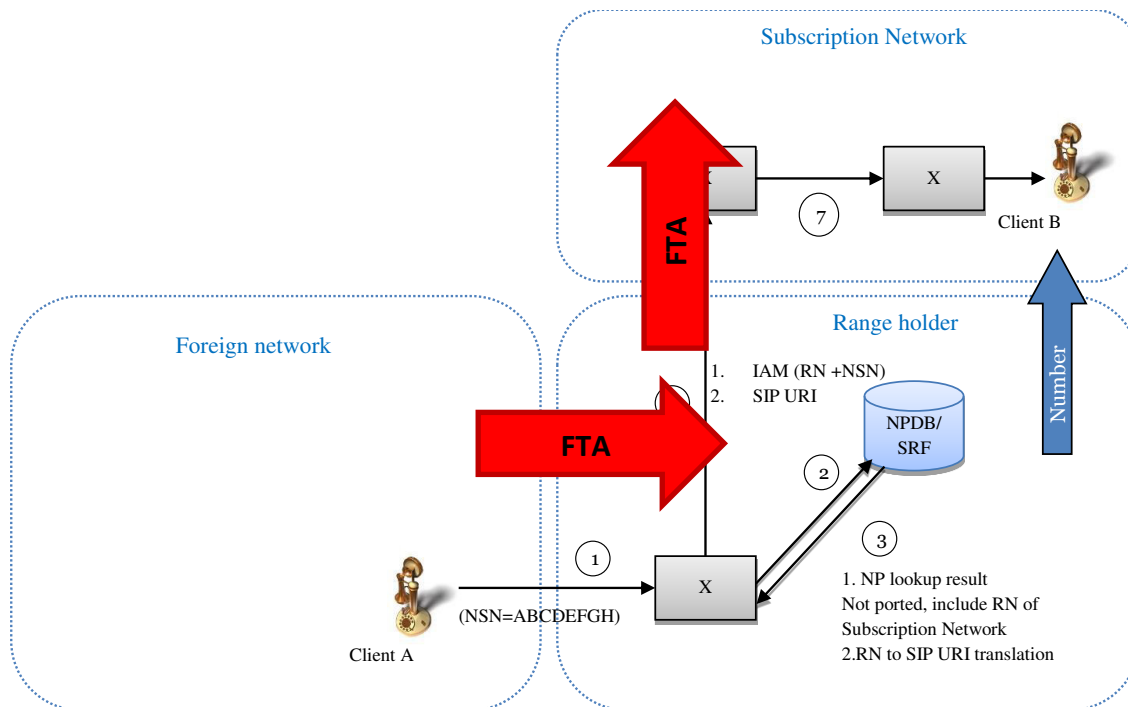 Subscription Network
X
X
7
Client B
FTA
Range holder
Foreign network
Number
1. IAM (RN +NSN)
2. SIP URI
NPDB/
SRF
FTA
2
3
1
X
(NSN=ABCDEFGH)
Client A
1. NP lookup result
Not ported, include RN of
Subscription Network
2.RN to SIP URI translation